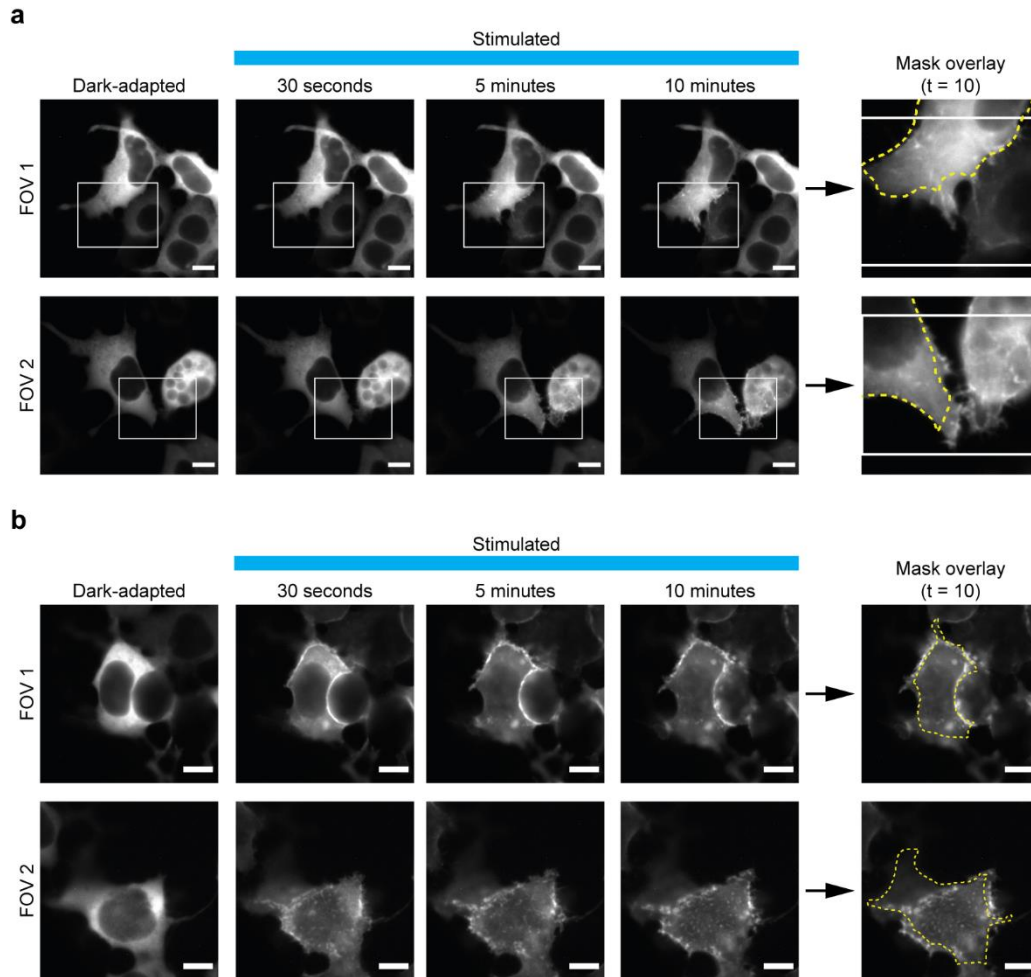 a
Stimulated
Dark-adapted 30 seconds 5 minutes 10 minutes Mask overlay
(t = 10)
FOV 1
FOV 2
b
Stimulated
Dark-adapted 30 seconds 5 minutes 10 minutes Mask overlay
(t = 10)
FOV 1
FOV 2